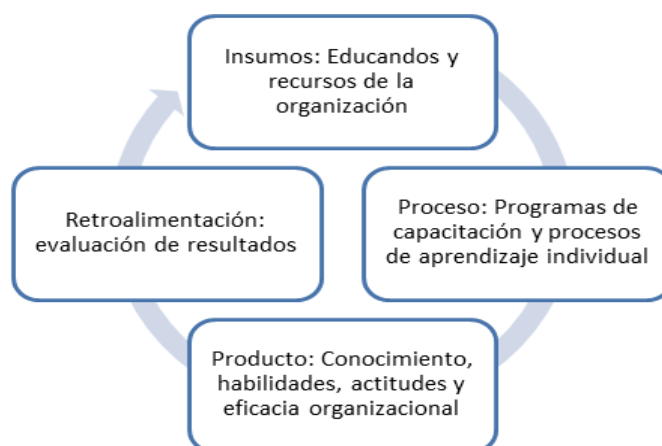 Insumos: Educandos y
recursos de la
organización
Proceso: Programas de
capacitación y procesos
de aprendizaje individual
Producto: Conocimiento,
habilidades, actitudes y
eficacia organizacional
Retroalimentación:
evaluación de resultados